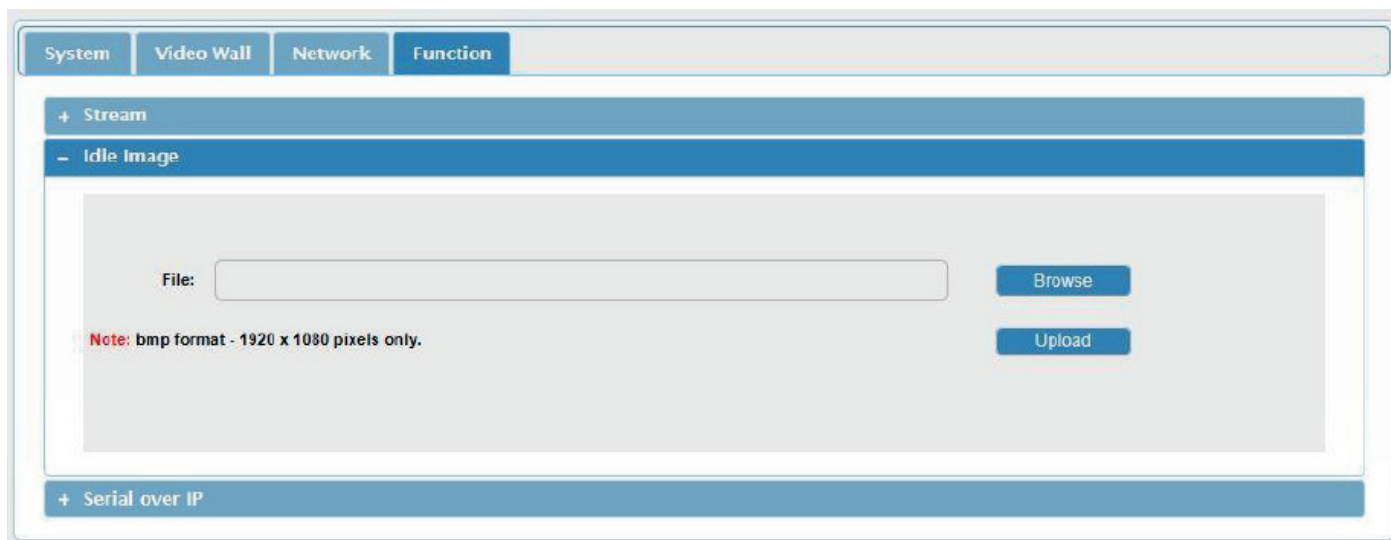 System Video Wall Network Function
+ Stream
– Idle Image
File:
Browse
Note: bmp format - 1920 x 1080 pixels only.
Upload
+ Serial over IP